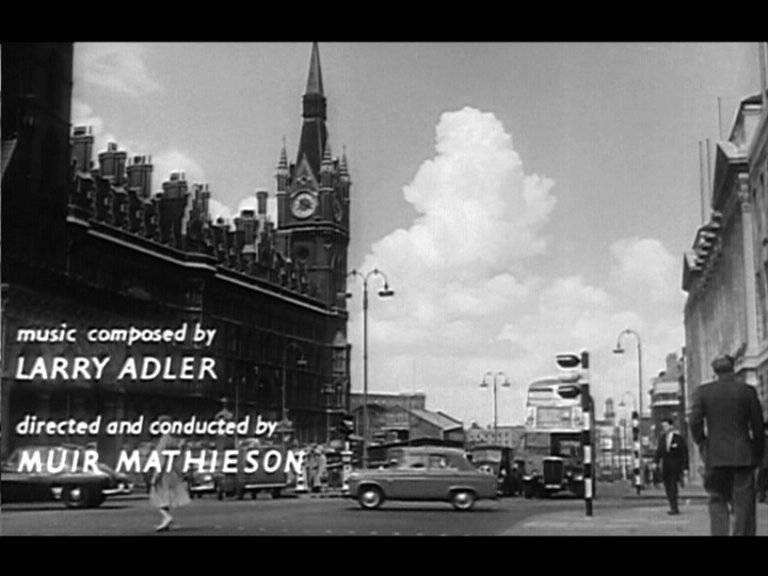 music composed by
LARRY ADLER
directed and conducted by
MUIR MATHIESON